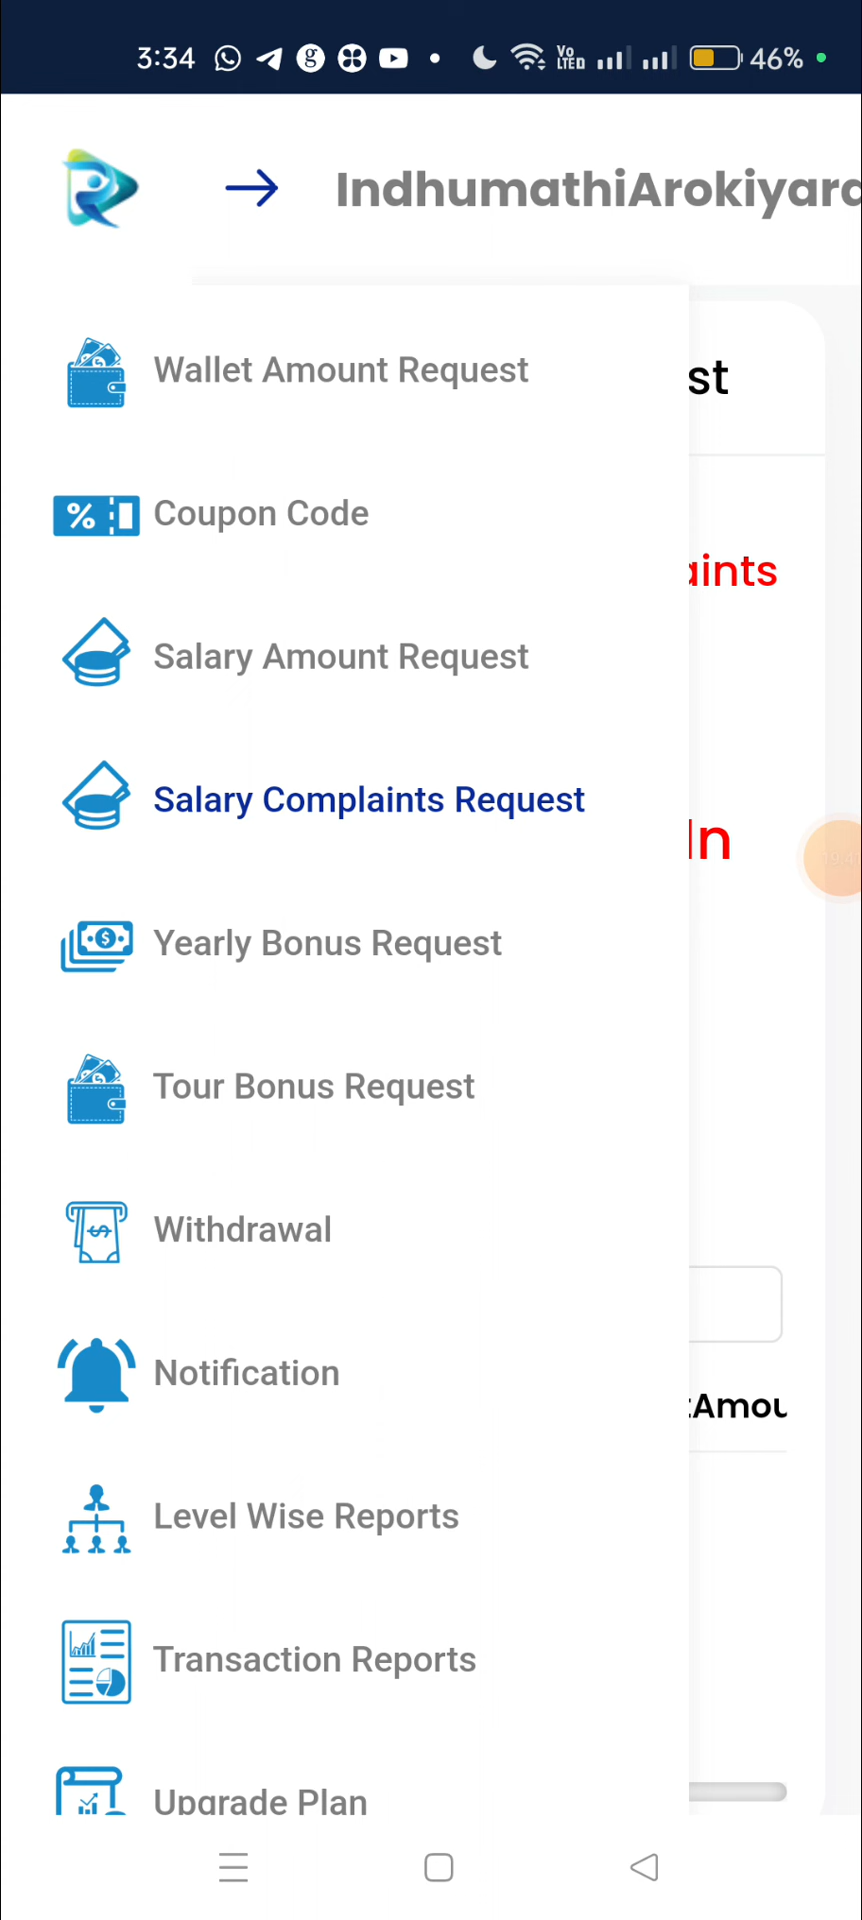 3:34 46%
IndhumathiArokiyara
Wallet Amount Request
st
Coupon Code
aints
Salary Amount Request
Salary Complaints Request
In
Yearly Bonus Request
Tour Bonus Request
Withdrawal
Notification
tAmou
Level Wise Reports
Transaction Reports
Upgrade Plan